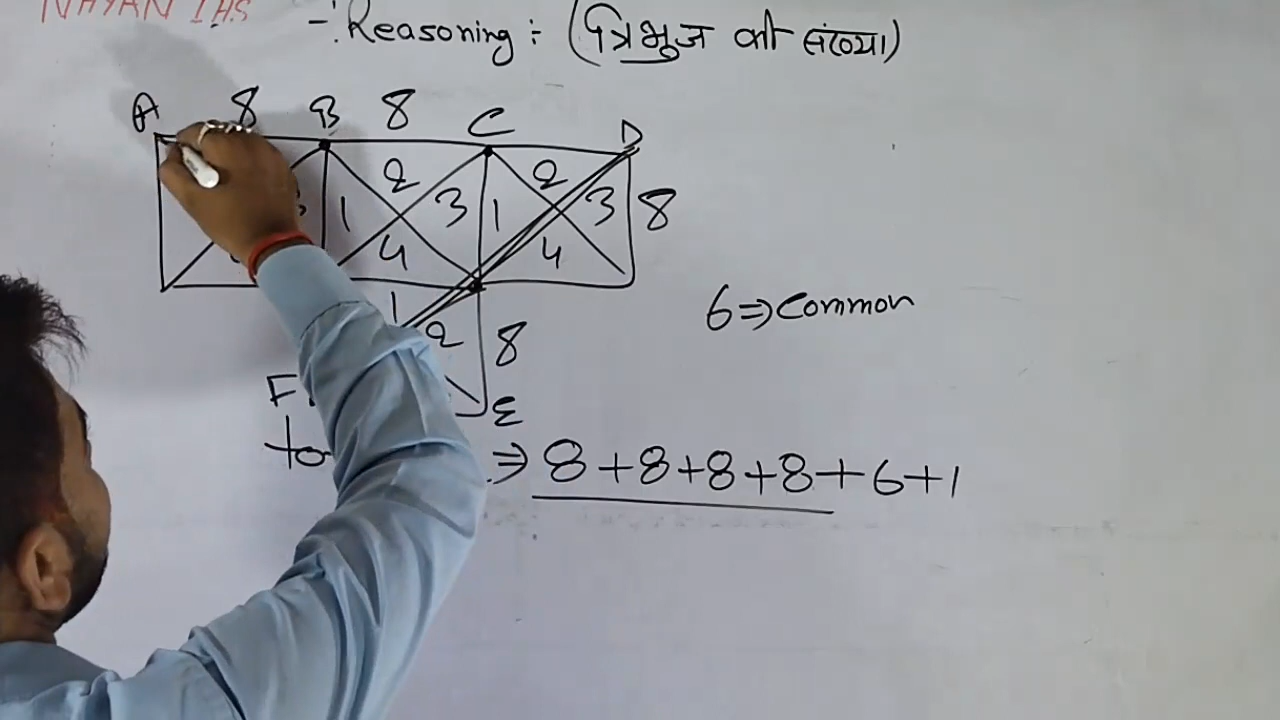 NAYAN IAS
-: Reasoning :- (त्रिभुज की संख्या)
A 8 B 8 C D
2 2
1 3 1 3 8
4 4
6 ⇒ Common
1
2 8
E
⇒ 8+8+8+8+6+1